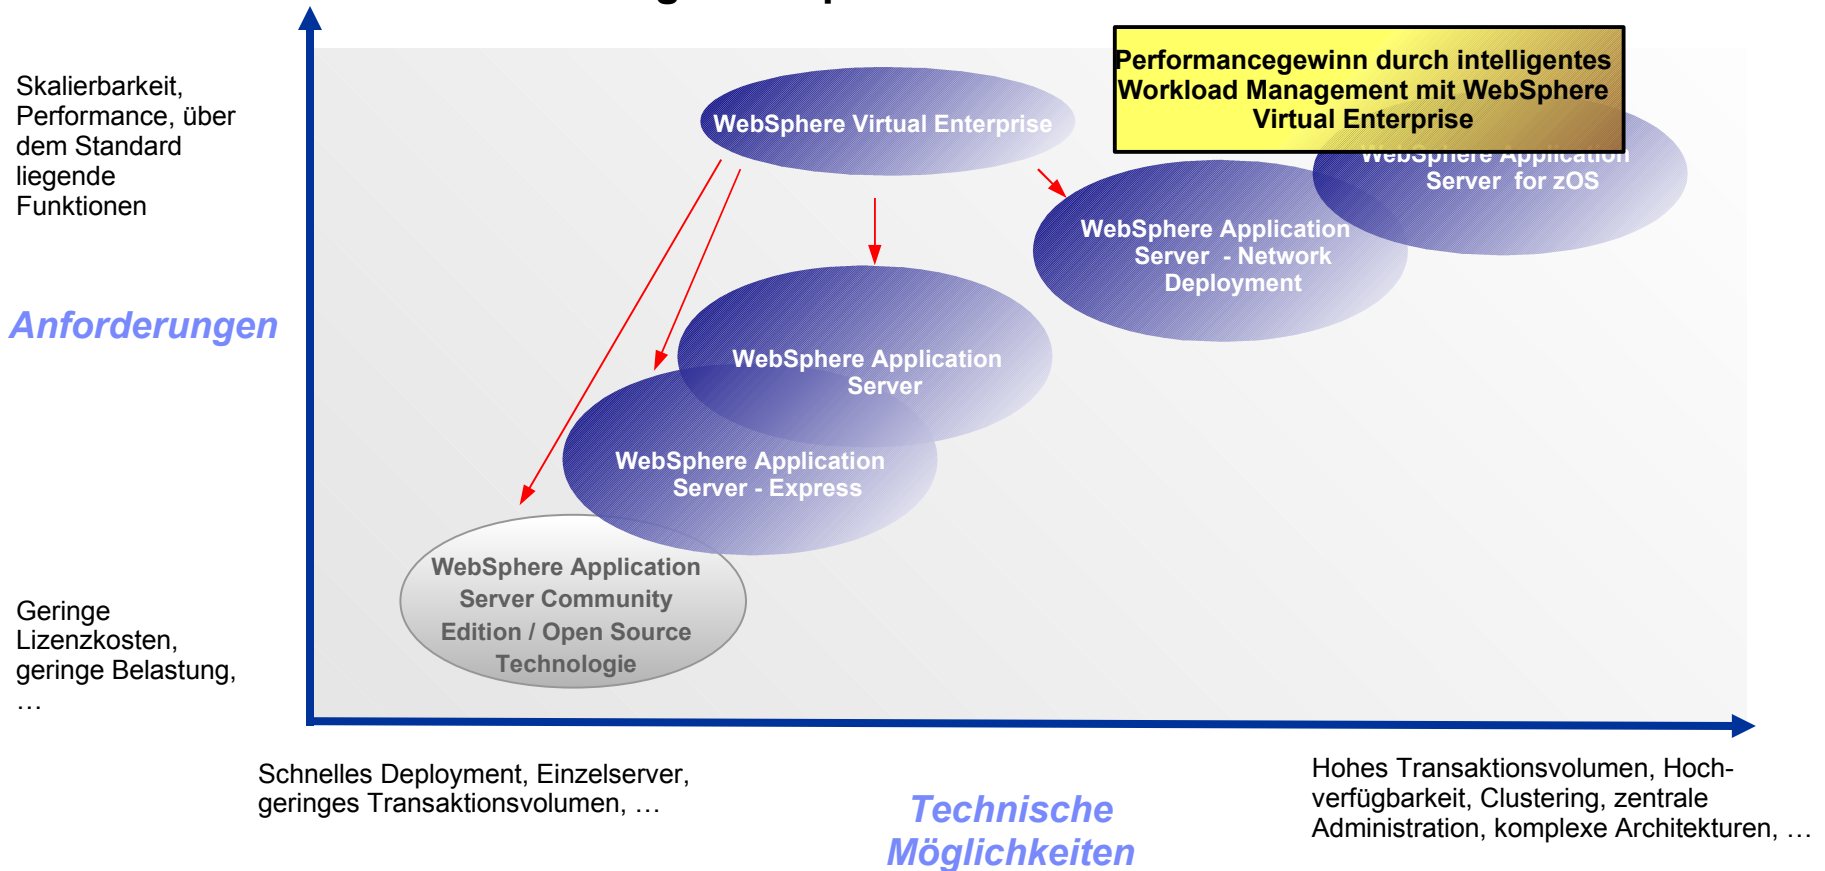 Skalierbarkeit,
Performance, über
dem Standard
liegende
Funktionen
Performancegewinn durch intelligentes
Workload Management mit WebSphere
Virtual Enterprise
WebSphere Virtual Enterprise
WebSphere Application
Server for zOS
WebSphere Application
Server - Network
Deployment
Anforderungen
WebSphere Application
Server
WebSphere Application
Server - Express
WebSphere Application
Server Community
Edition / Open Source
Technologie
Geringe
Lizenzkosten,
geringe Belastung,
…
Schnelles Deployment, Einzelserver,
geringes Transaktionsvolumen, …
Technische
Möglichkeiten
Hohes Transaktionsvolumen, Hoch-
verfügbarkeit, Clustering, zentrale
Administration, komplexe Architekturen, …